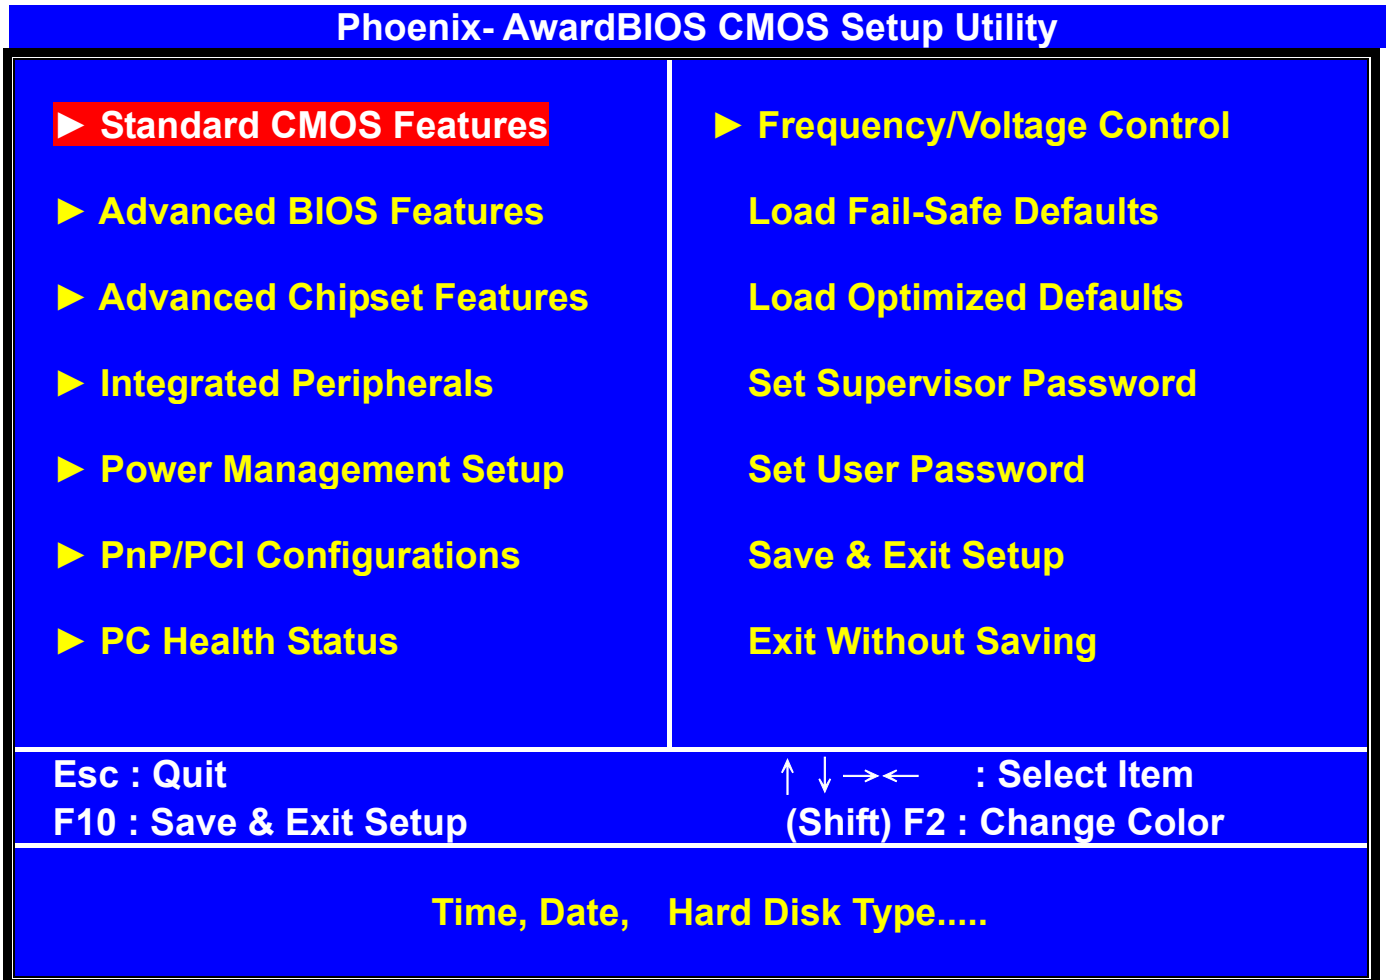 Phoenix- AwardBIOS CMOS Setup Utility
► Standard CMOS Features
► Advanced BIOS Features
► Advanced Chipset Features
► Integrated Peripherals
► Power Management Setup
► PnP/PCI Configurations
► PC Health Status
► Frequency/Voltage Control
Load Fail-Safe Defaults
Load Optimized Defaults
Set Supervisor Password
Set User Password
Save & Exit Setup
Exit Without Saving
Esc : Quit
↑ ↓ → ← : Select Item
F10 : Save & Exit Setup
(Shift) F2 : Change Color
Time, Date, Hard Disk Type.....